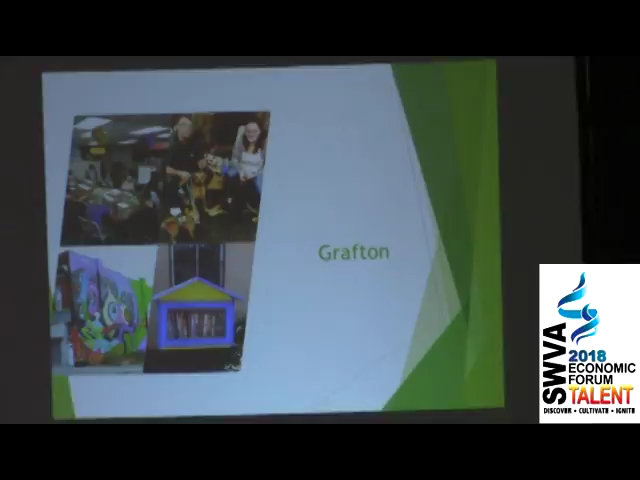 Grafton
SWVA
2018
ECONOMIC
FORUM
TALENT
DISCOVER • CULTIVATE • IGNITE